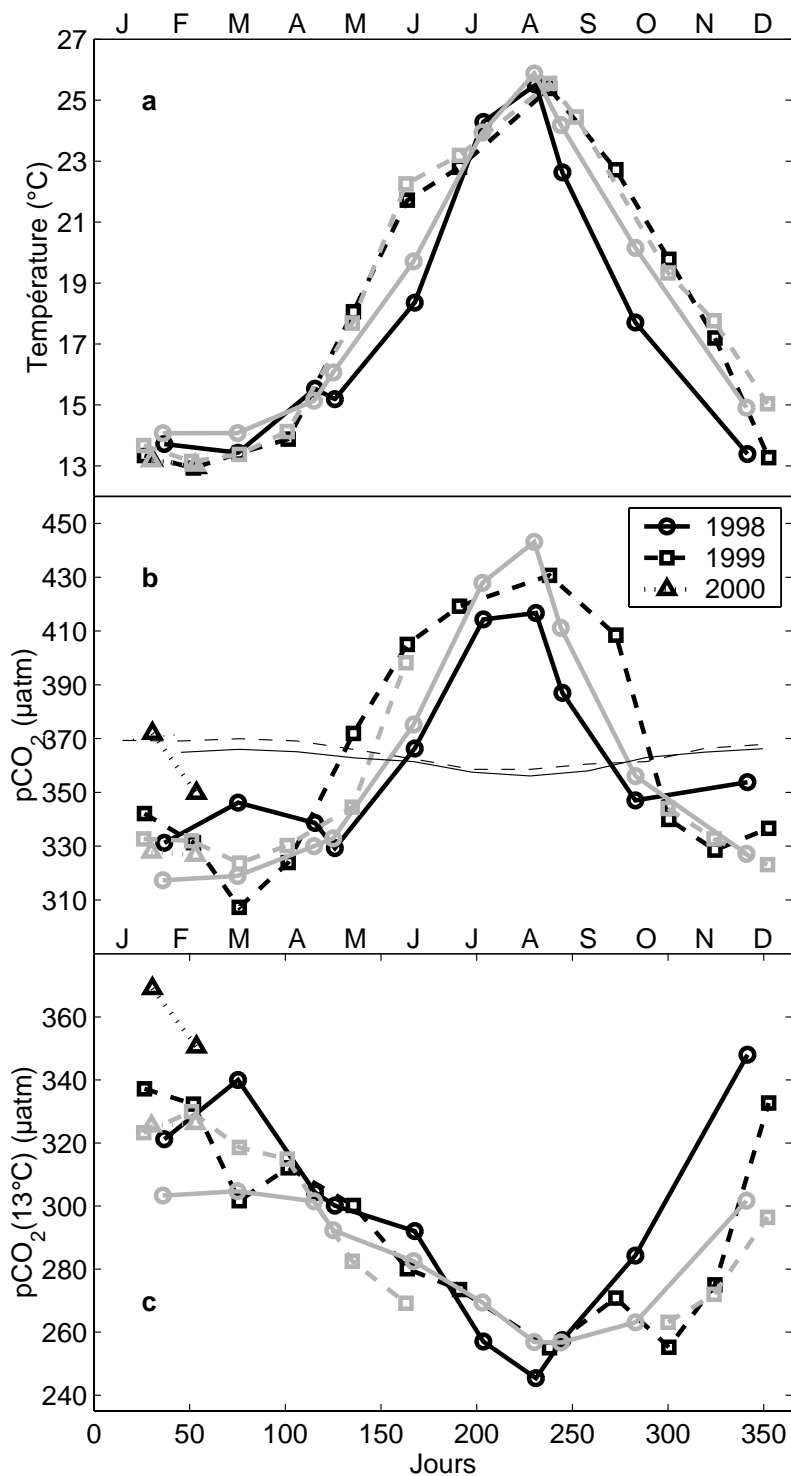 J F M A M J J A S O N D
27
25
23
21
19
17
15
13
Température (°C)
a
450
430
410
390
370
350
330
310
pCO₂ (µatm)
b
1998
1999
2000
J F M A M J J A S O N D
360
340
320
300
280
260
240
pCO₂(13°C) (µatm)
c
0 50 100 150 200 250 300 350
Jours